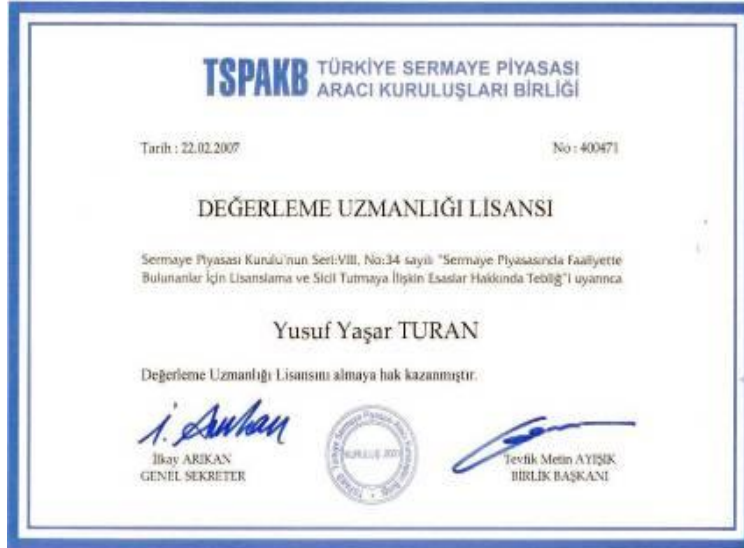 TSPAKB TÜRKİYE SERMAYE PİYASASI
ARACI KURULUŞLARI BİRLİĞİ
Tarih : 22.02.2007 No : 400471
DEĞERLEME UZMANLIĞI LİSANSI
Sermaye Piyasası Kurulu'nun Seri:VIII, No:34 sayılı "Sermaye Piyasasında Faaliyette
Bulunanlar İçin Lisanslama ve Sicil Tutmaya İlişkin Esaslar Hakkında Tebliğ"i uyarınca
Yusuf Yaşar TURAN
Değerleme Uzmanlığı Lisansını almaya hak kazanmıştır.
İlkay ARIKAN
GENEL SEKRETER
Tevfik Metin AYIŞIK
BİRLİK BAŞKANI